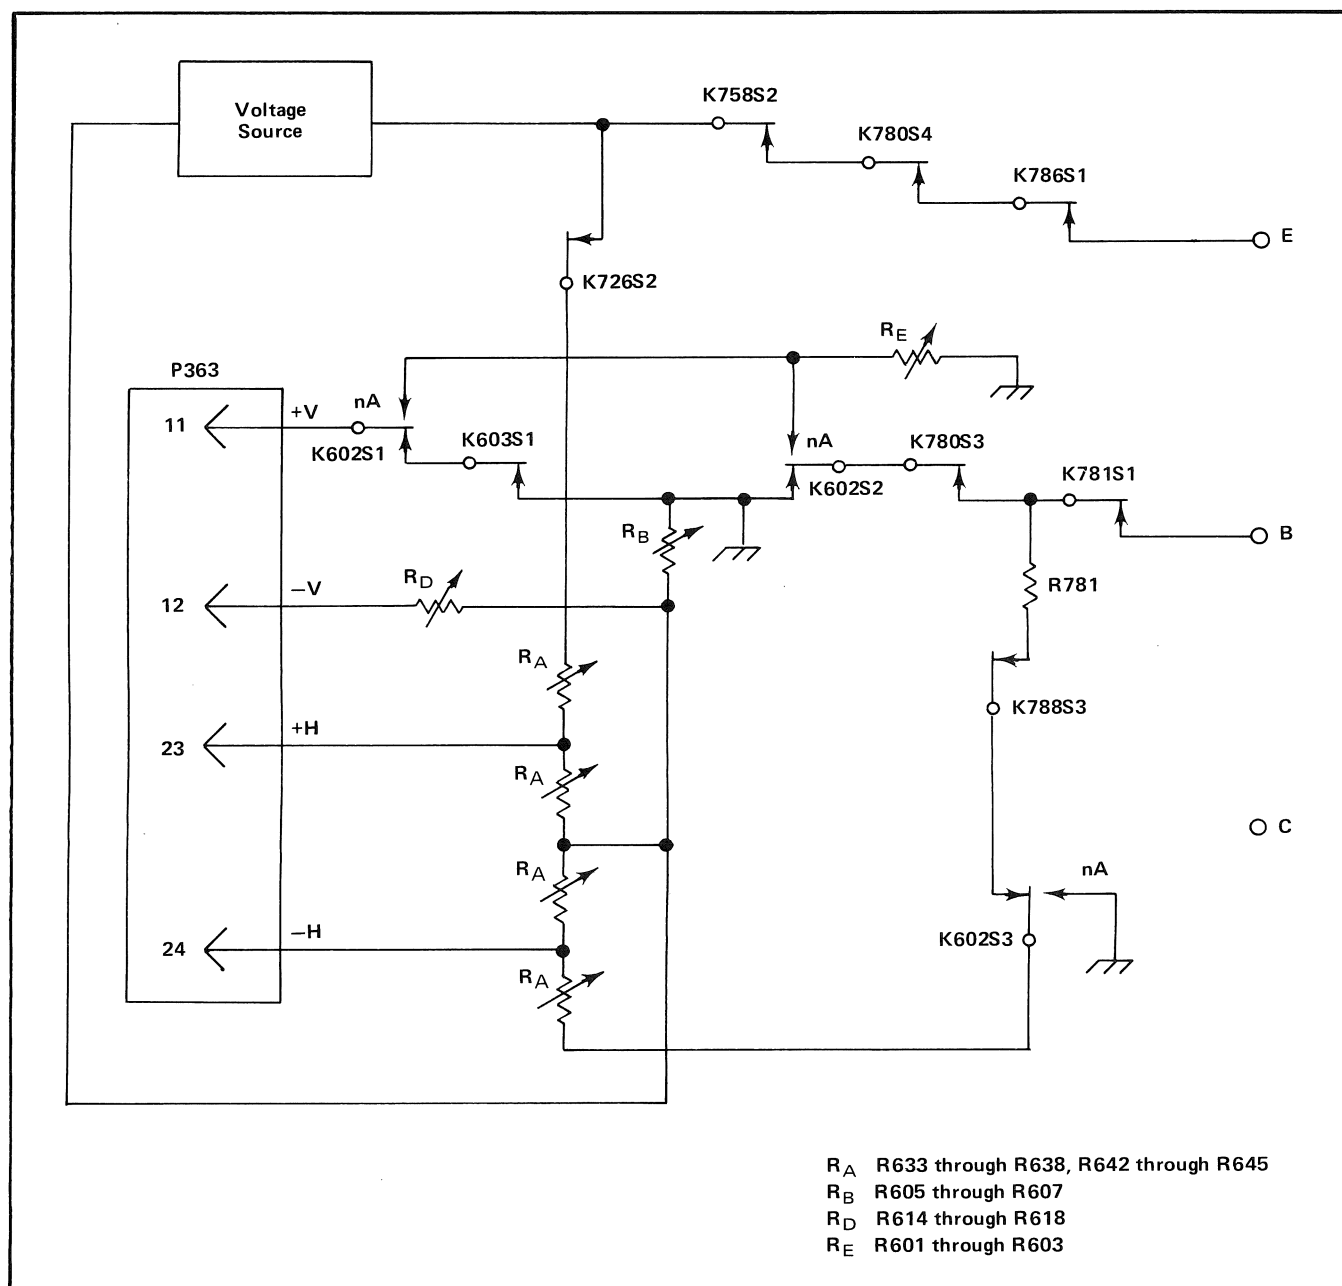 Voltage
Source
K758S2
K780S4
K786S1
E
K726S2
RE
P363
11
+V
nA
K602S1
K603S1
nA
K602S2
K780S3
K781S1
B
RB
R781
12
−V
RD
RA
K788S3
23
+H
RA
C
RA
nA
24
−H
K602S3
RA
RA R633 through R638, R642 through R645
RB R605 through R607
RD R614 through R618
RE R601 through R603